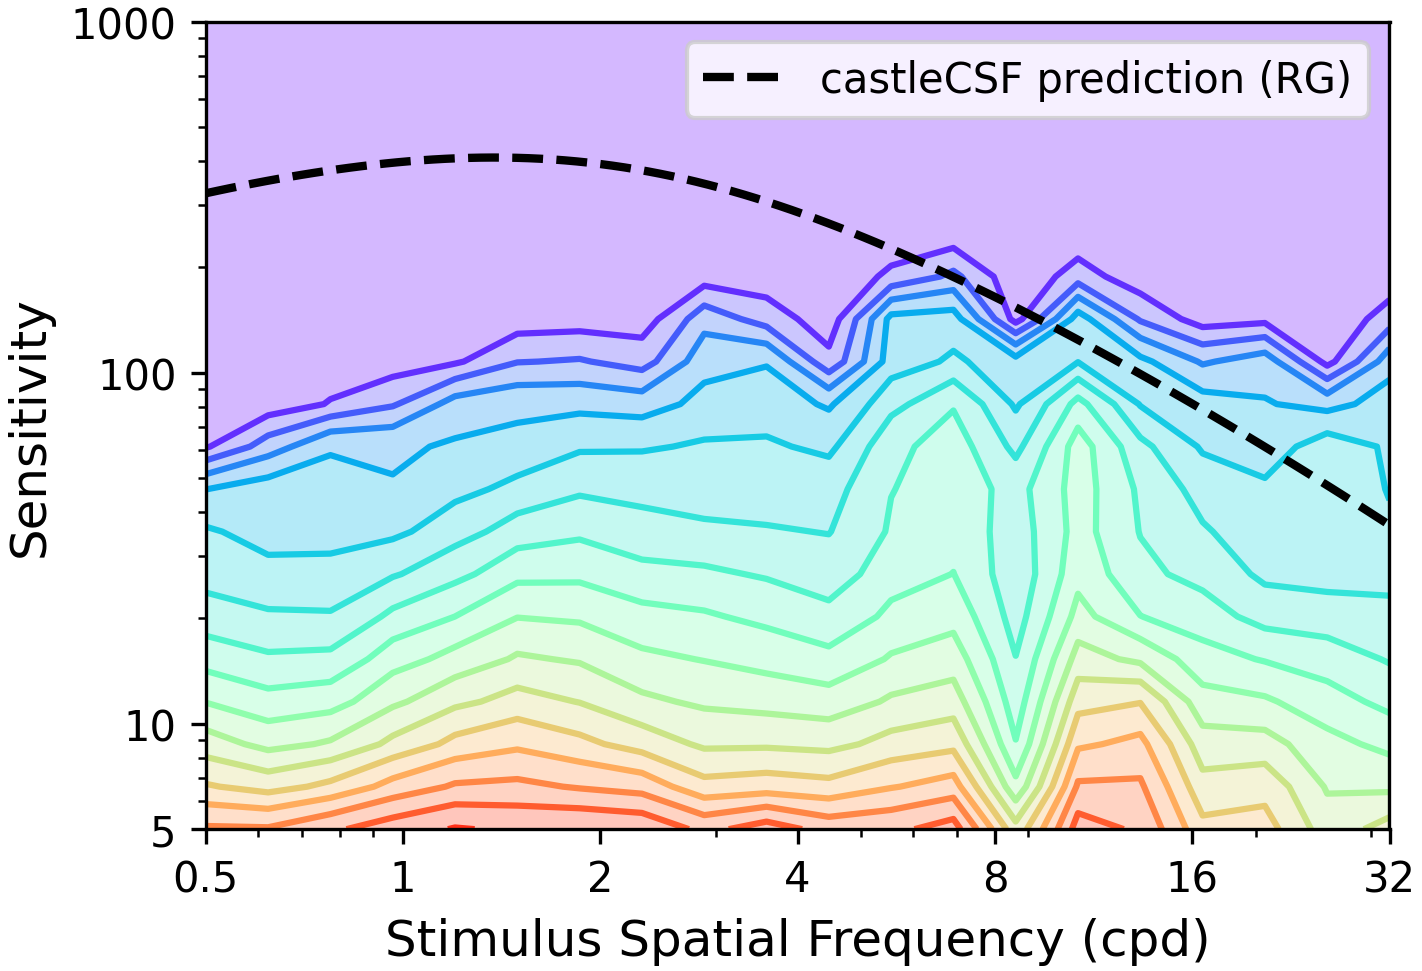 1000
castleCSF prediction (RG)
100
Sensitivity
10
5
0.5 1 2 4 8 16 32
Stimulus Spatial Frequency (cpd)